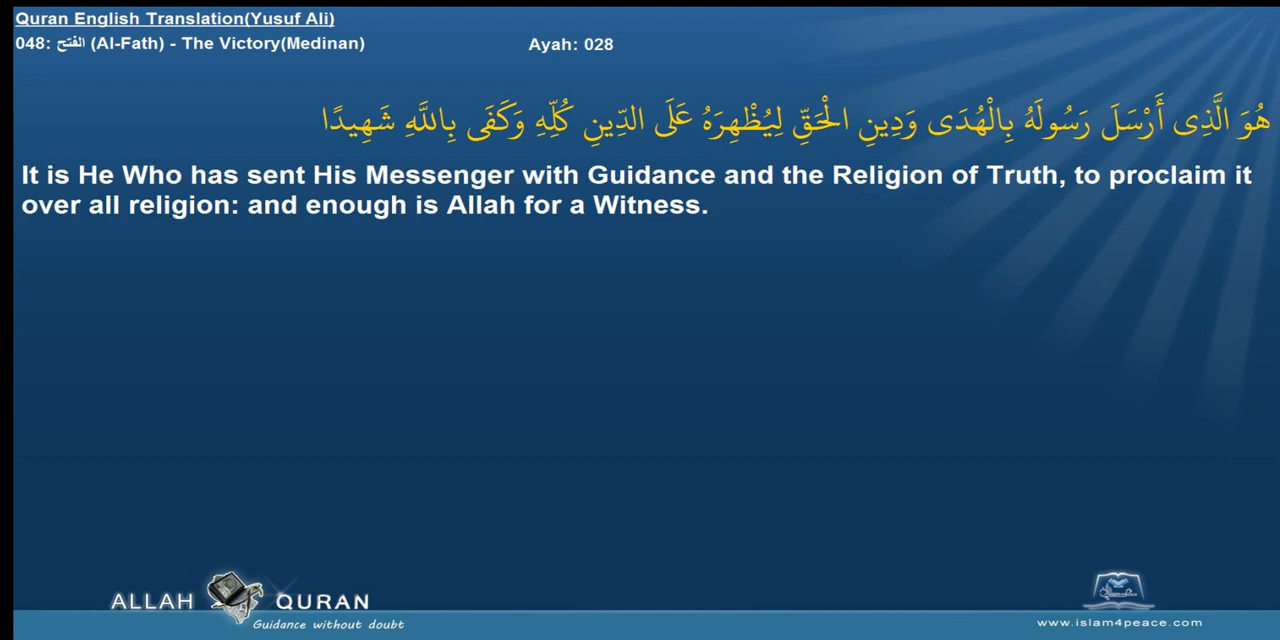 Quran English Translation(Yusuf Ali)
048: الفتح (Al-Fath) - The Victory(Medinan) Ayah: 028
هُوَ الَّذِى أَرْسَلَ رَسُولَهُ بِالْهُدَى وَدِينِ الْحَقِّ لِيُظْهِرَهُ عَلَى الدِّينِ كُلِّهِ وَكَفَى بِاللَّهِ شَهِيدًا
It is He Who has sent His Messenger with Guidance and the Religion of Truth, to proclaim it
over all religion: and enough is Allah for a Witness.
ALLAH QURAN
Guidance without doubt
www.islam4peace.com